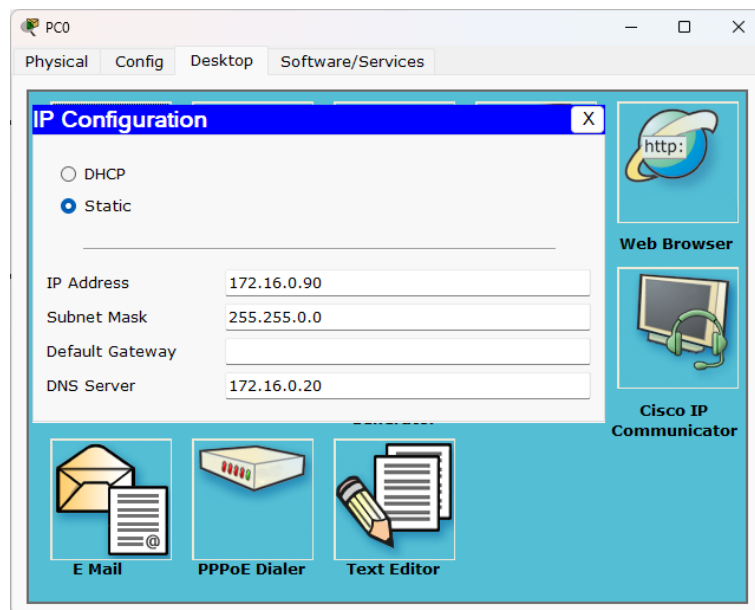 PC0
Physical Config Desktop Software/Services
IP Configuration X
DHCP
Static
IP Address 172.16.0.90
Subnet Mask 255.255.0.0
Default Gateway
DNS Server 172.16.0.20
http:
Web Browser
Cisco IP
Communicator
@
E Mail
PPPoE Dialer
Text Editor